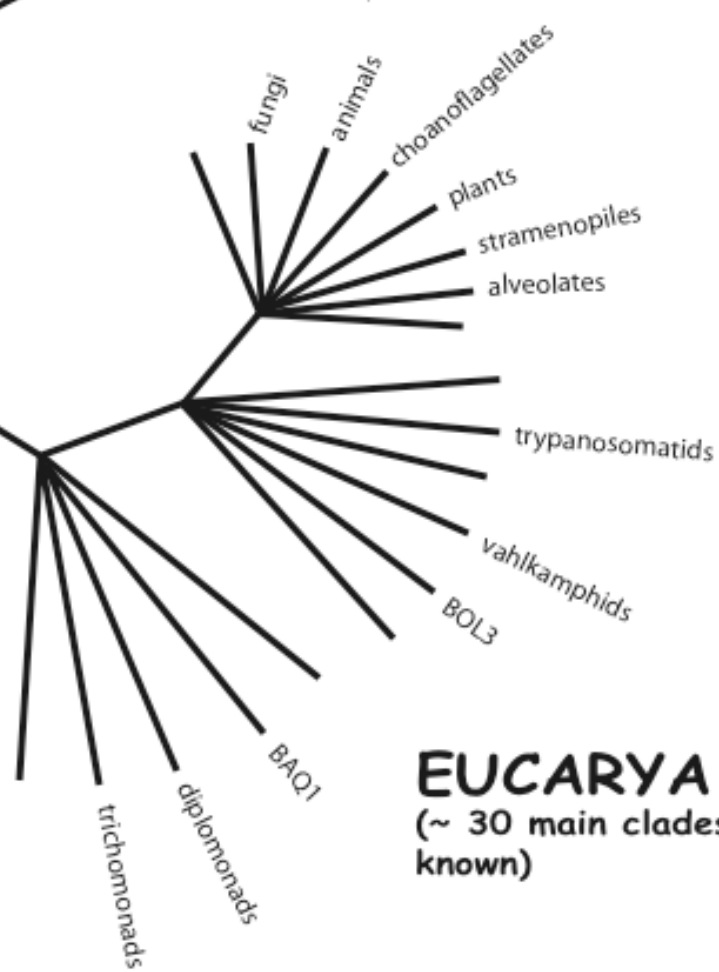 fungi
animals
choanoflagellates
plants
stramenopiles
alveolates
trypanosomatids
vahlkamphids
BOL3
BAQ1
diplomonads
trichomonads
EUCARYA
(~ 30 main clades
known)